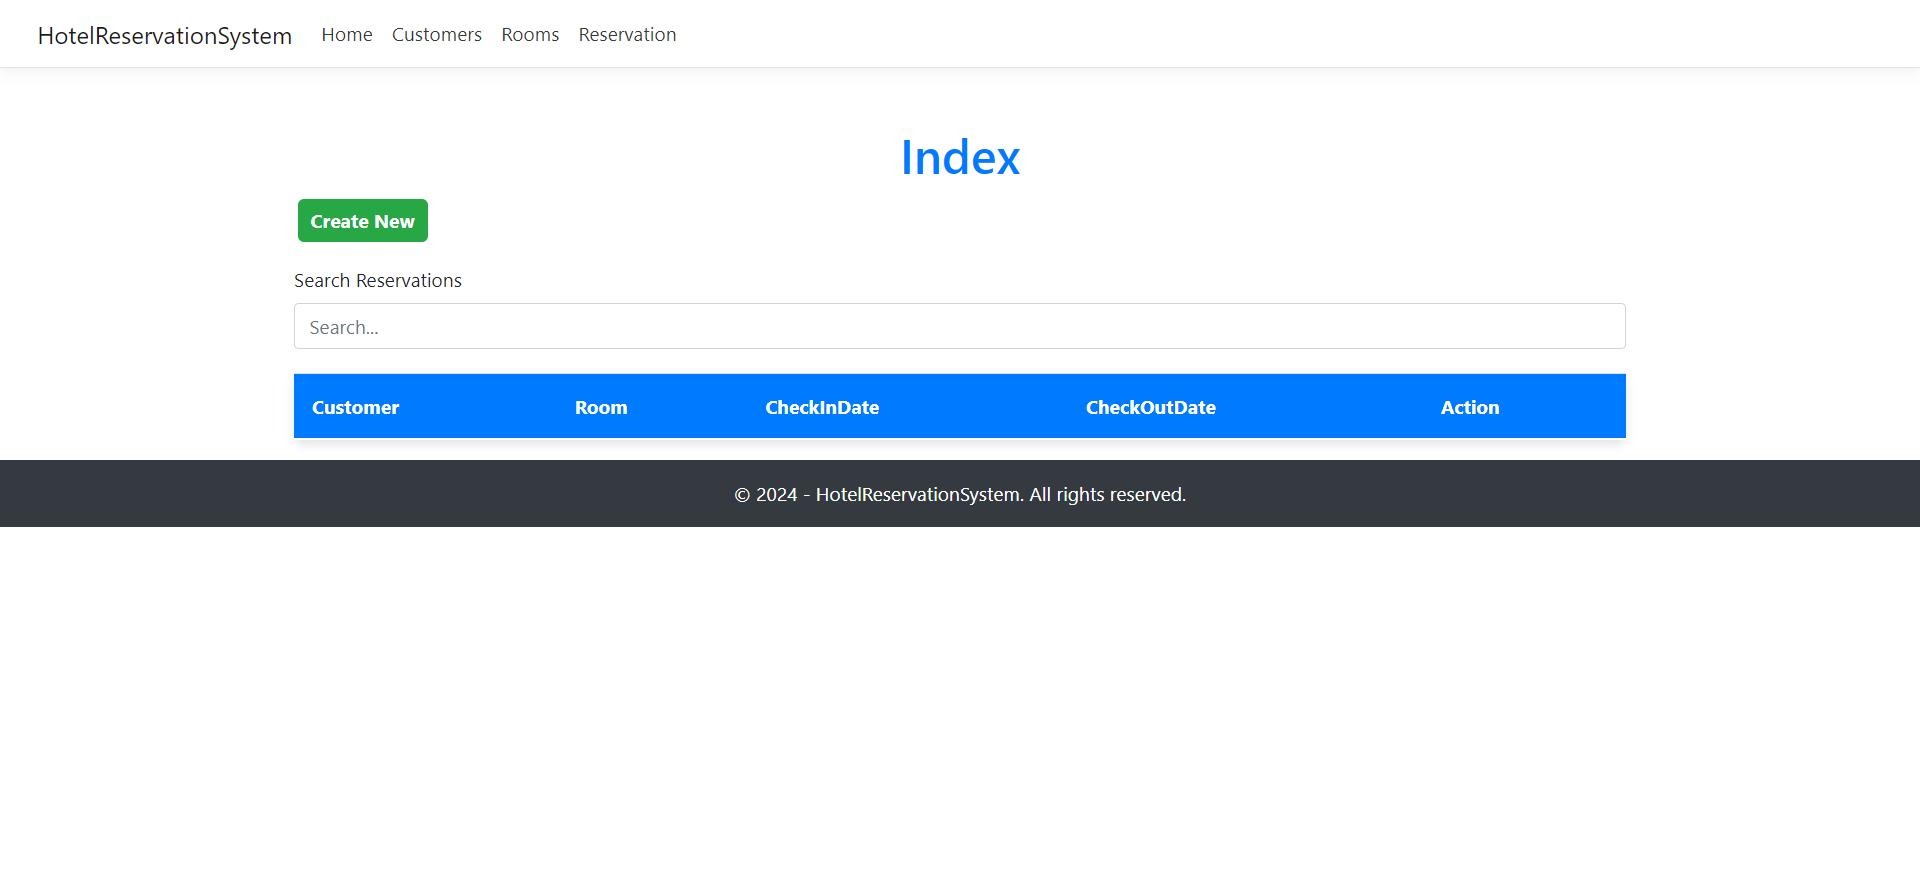 HotelReservationSystem Home Customers Rooms Reservation
Index
Create New
Search Reservations
Search...
Customer Room CheckInDate CheckOutDate Action
© 2024 - HotelReservationSystem. All rights reserved.